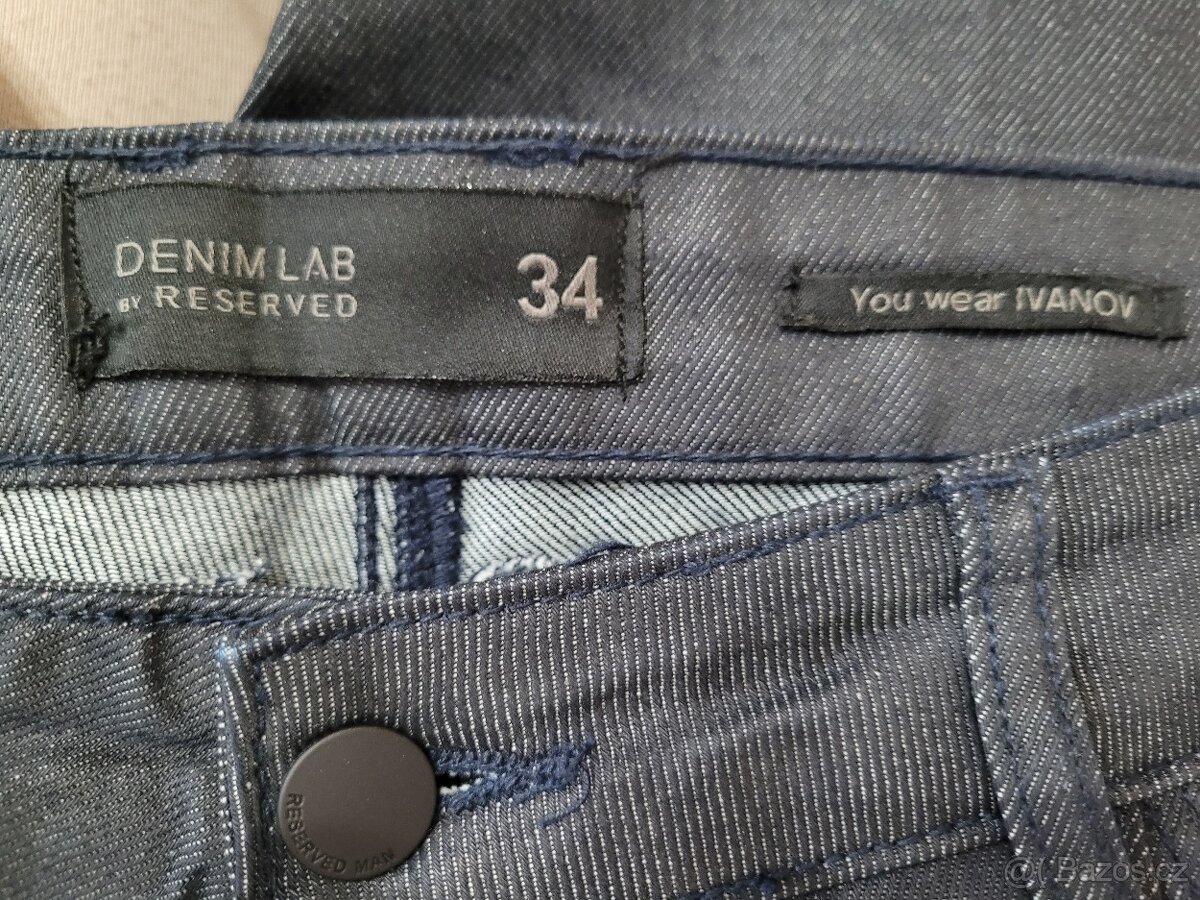 DENIM LAB
BY RESERVED
34
You wear IVANOV
RESERVED MAN
@( Bazos.cz